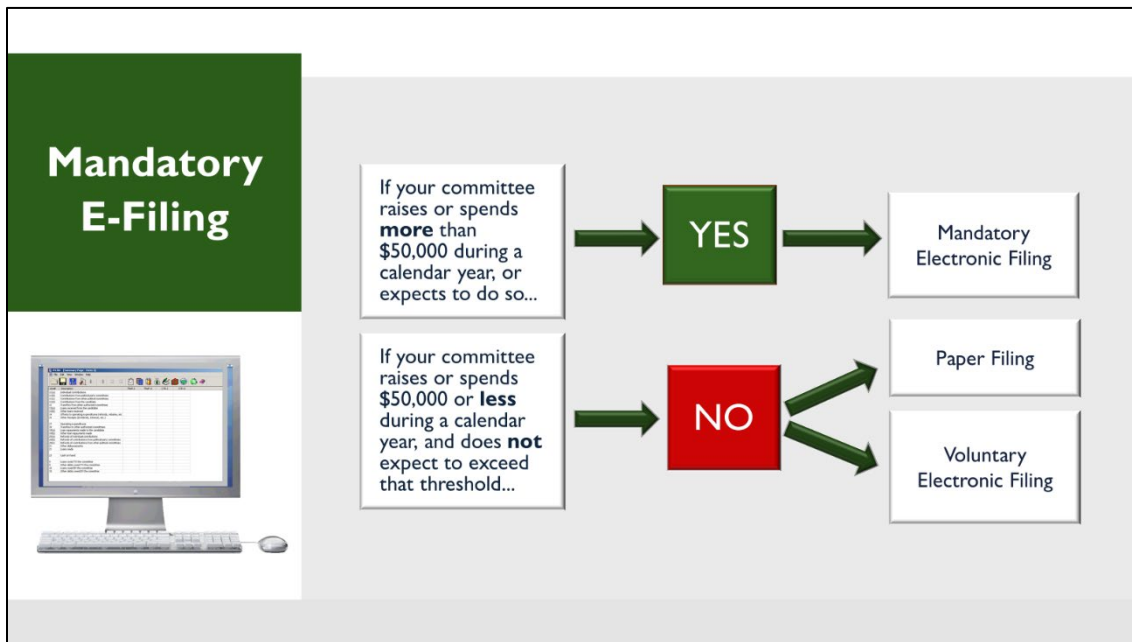 Mandatory
E-Filing
If your committee
raises or spends
more than
$50,000 during a
calendar year, or
expects to do so...
YES
Mandatory
Electronic Filing
If your committee
raises or spends
$50,000 or less
during a calendar
year, and does not
expect to exceed
that threshold...
NO
Paper Filing
Voluntary
Electronic Filing